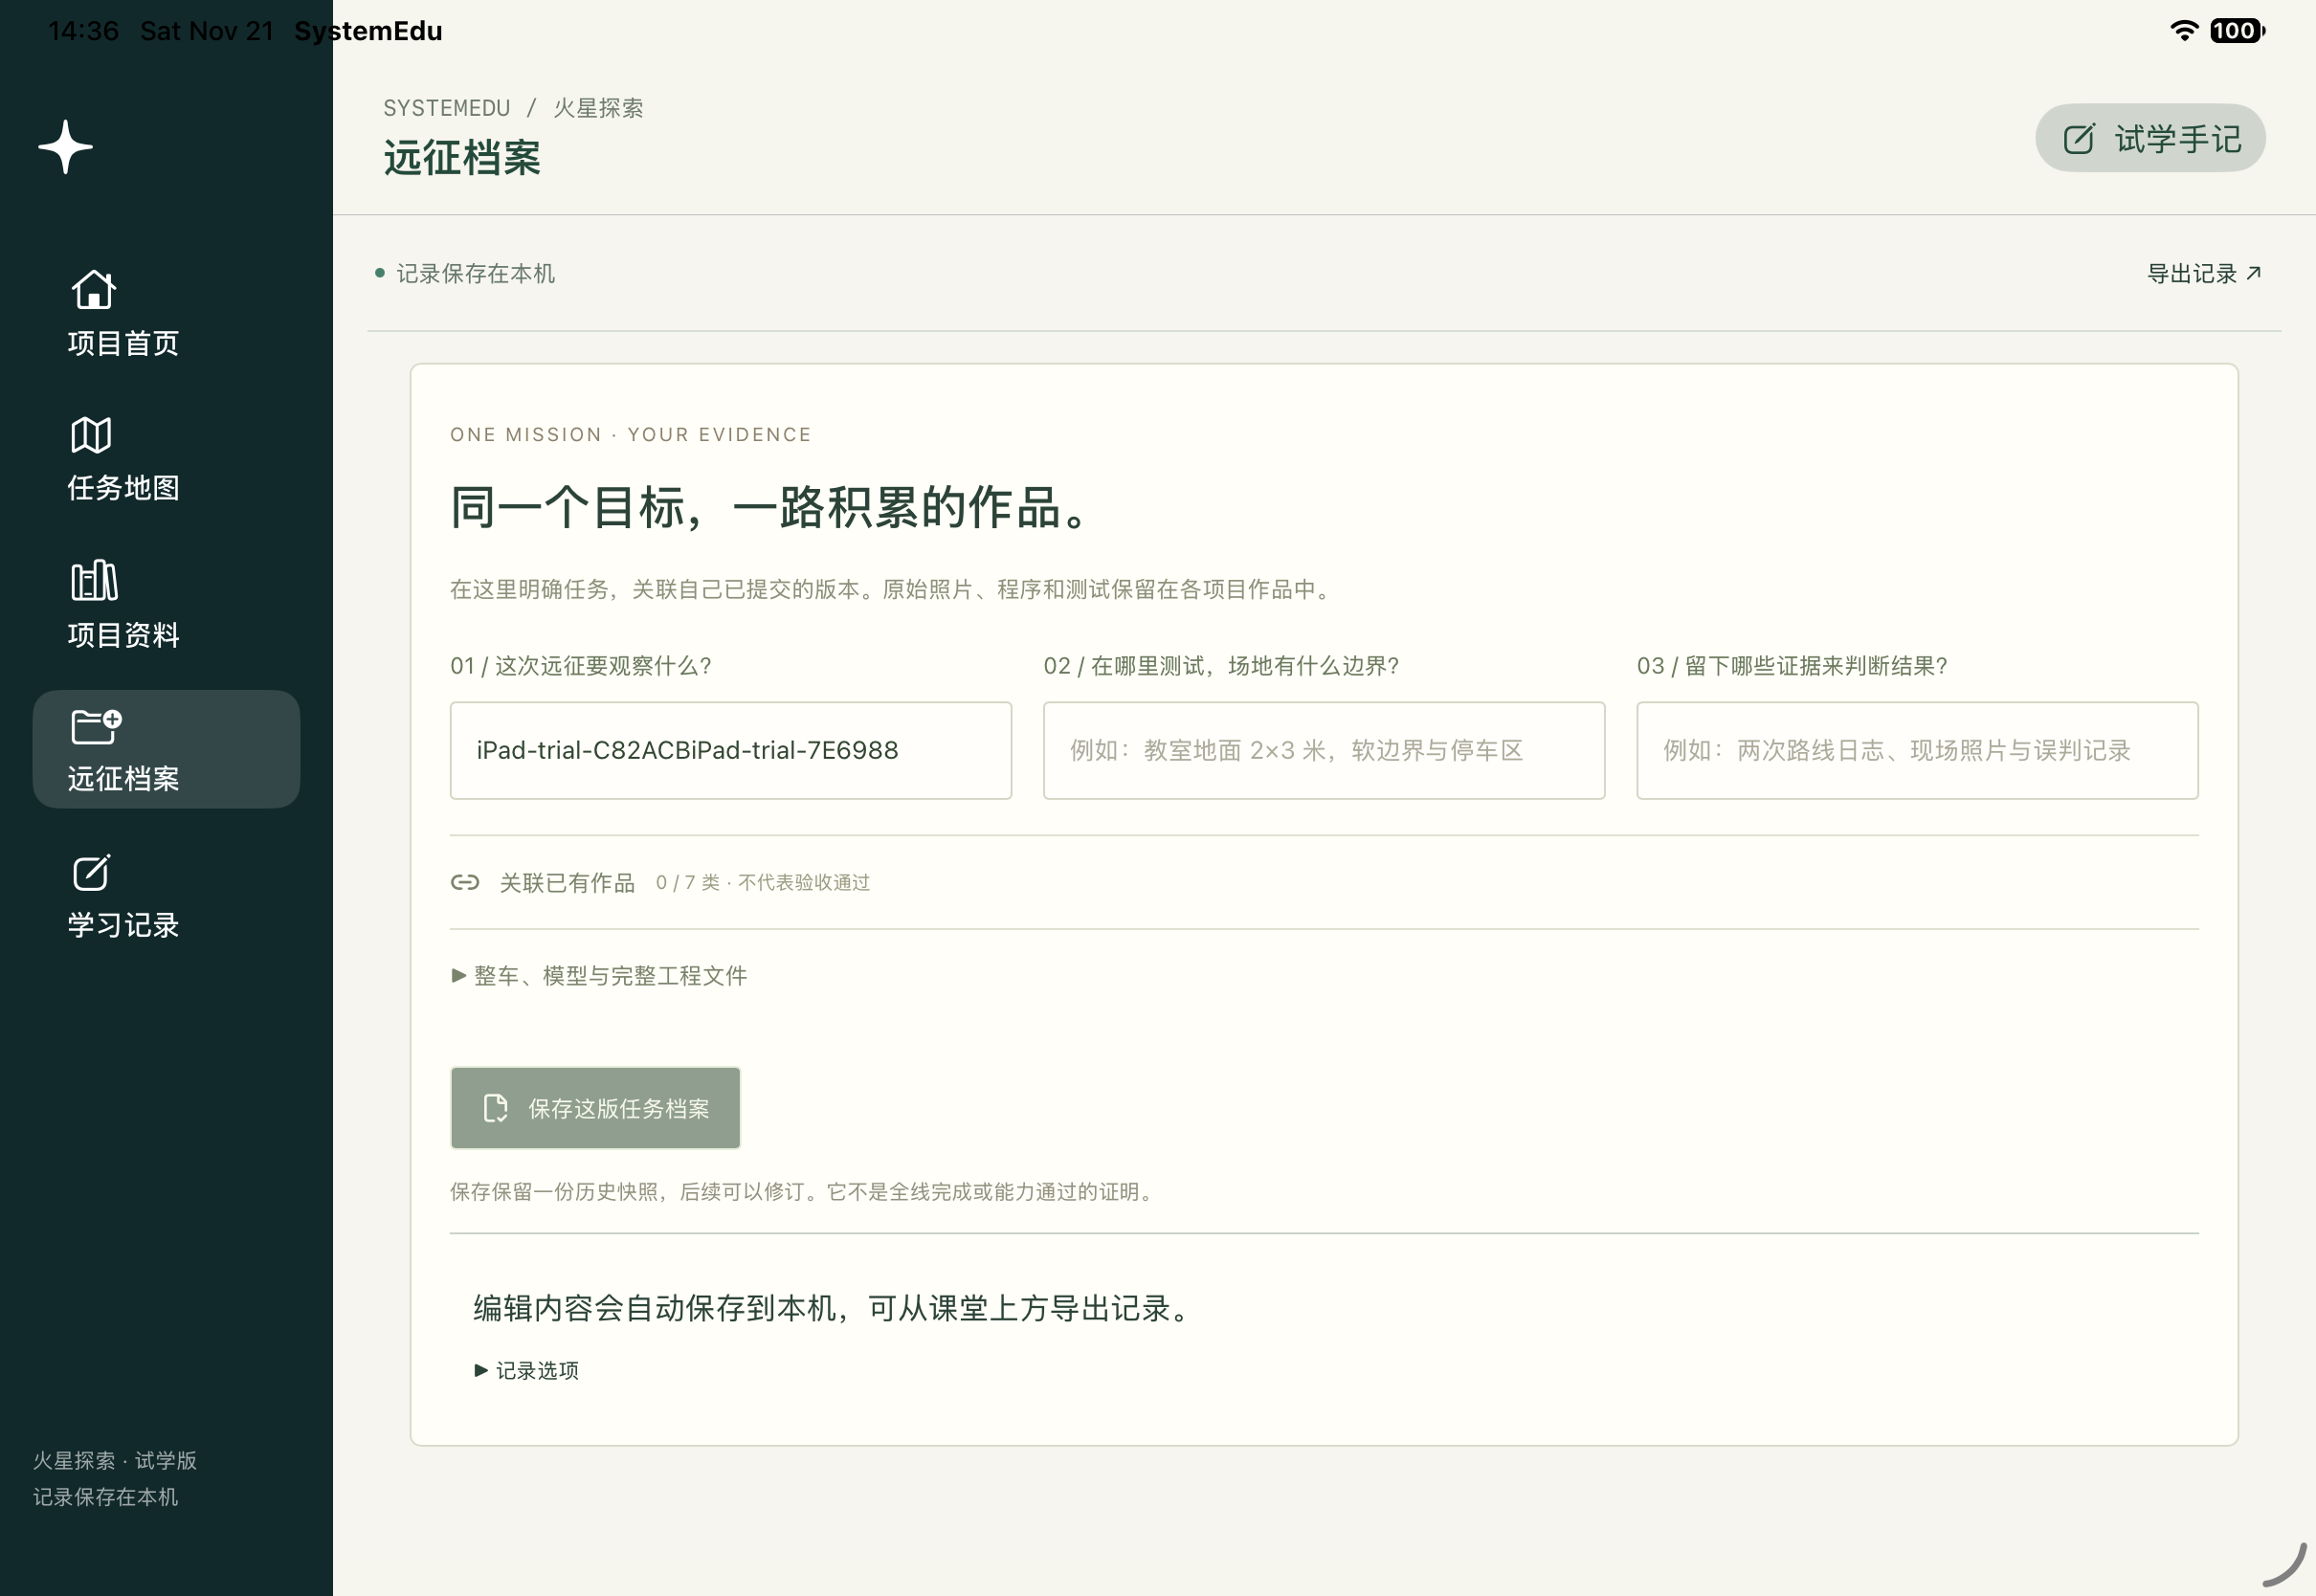 14:36 Sat Nov 21 SystemEdu
100
项目首页
任务地图
项目资料
远征档案
学习记录
火星探索 · 试学版
记录保存在本机
SYSTEMEDU / 火星探索
远征档案
试学手记
记录保存在本机
导出记录 ↗
ONE MISSION · YOUR EVIDENCE
同一个目标，一路积累的作品。
在这里明确任务，关联自己已提交的版本。原始照片、程序和测试保留在各项目作品中。
01 / 这次远征要观察什么？
iPad-trial-C82ACBiPad-trial-7E6988
02 / 在哪里测试，场地有什么边界？
例如：教室地面 2×3 米，软边界与停车区
03 / 留下哪些证据来判断结果？
例如：两次路线日志、现场照片与误判记录
关联已有作品 0 / 7 类 · 不代表验收通过
▶ 整车、模型与完整工程文件
保存这版任务档案
保存保留一份历史快照，后续可以修订。它不是全线完成或能力通过的证明。
编辑内容会自动保存到本机，可从课堂上方导出记录。
▶ 记录选项